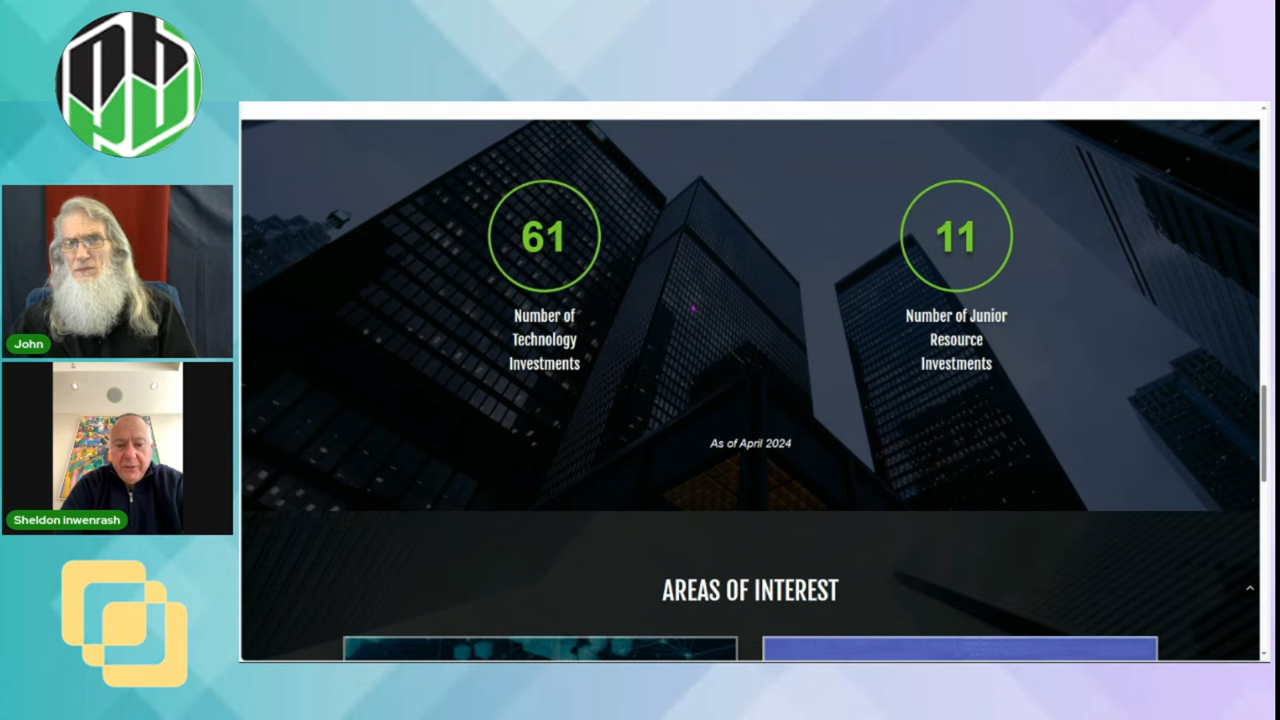 John
Sheldon Inwenrash
61
Number of
Technology
Investments
11
Number of Junior
Resource
Investments
As of April 2024
AREAS OF INTEREST